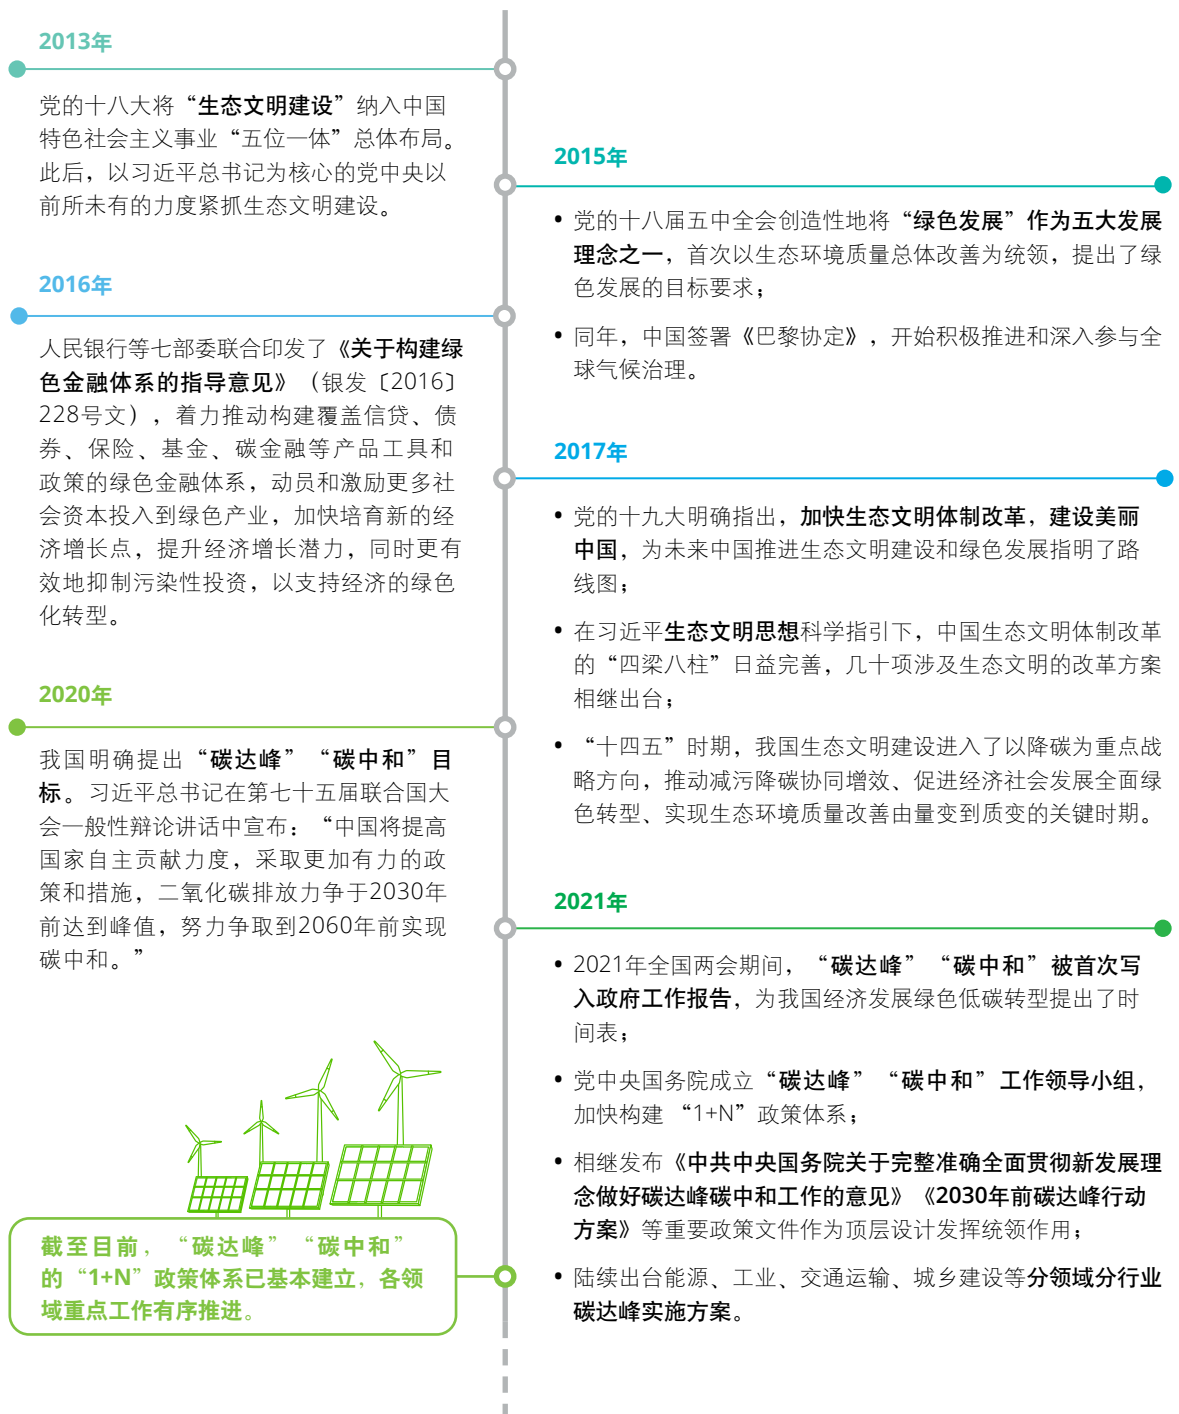 2013年
党的十八大将“生态文明建设”纳入中国
特色社会主义事业“五位一体”总体布局。
此后，以习近平总书记为核心的党中央以
前所未有的力度紧抓生态文明建设。
2015年
• 党的十八届五中全会创造性地将“绿色发展”作为五大发展
理念之一，首次以生态环境质量总体改善为统领，提出了绿
色发展的目标要求；
• 同年，中国签署《巴黎协定》，开始积极推进和深入参与全
球气候治理。
2016年
人民银行等七部委联合印发了《关于构建绿
色金融体系的指导意见》（银发〔2016〕
228号文），着力推动构建覆盖信贷、债
券、保险、基金、碳金融等产品工具和
政策的绿色金融体系，动员和激励更多社
会资本投入到绿色产业，加快培育新的经
济增长点，提升经济增长潜力，同时更有
效地抑制污染性投资，以支持经济的绿色
化转型。
2017年
• 党的十九大明确指出，加快生态文明体制改革，建设美丽
中国，为未来中国推进生态文明建设和绿色发展指明了路
线图；
• 在习近平生态文明思想科学指引下，中国生态文明体制改革
的“四梁八柱”日益完善，几十项涉及生态文明的改革方案
相继出台；
• “十四五”时期，我国生态文明建设进入了以降碳为重点战
略方向，推动减污降碳协同增效、促进经济社会发展全面绿
色转型、实现生态环境质量改善由量变到质变的关键时期。
2020年
我国明确提出“碳达峰”“碳中和”目
标。习近平总书记在第七十五届联合国大
会一般性辩论讲话中宣布：“中国将提高
国家自主贡献力度，采取更加有力的政
策和措施，二氧化碳排放力争于2030年
前达到峰值，努力争取到2060年前实现
碳中和。”
2021年
• 2021年全国两会期间，“碳达峰”“碳中和”被首次写
入政府工作报告，为我国经济发展绿色低碳转型提出了时
间表；
• 党中央国务院成立“碳达峰”“碳中和”工作领导小组，
加快构建“1+N”政策体系；
• 相继发布《中共中央国务院关于完整准确全面贯彻新发展理
念做好碳达峰碳中和工作的意见》《2030年前碳达峰行动
方案》等重要政策文件作为顶层设计发挥统领作用；
• 陆续出台能源、工业、交通运输、城乡建设等分领域分行业
碳达峰实施方案。
截至目前，“碳达峰”“碳中和”
的“1+N”政策体系已基本建立，各领
域重点工作有序推进。